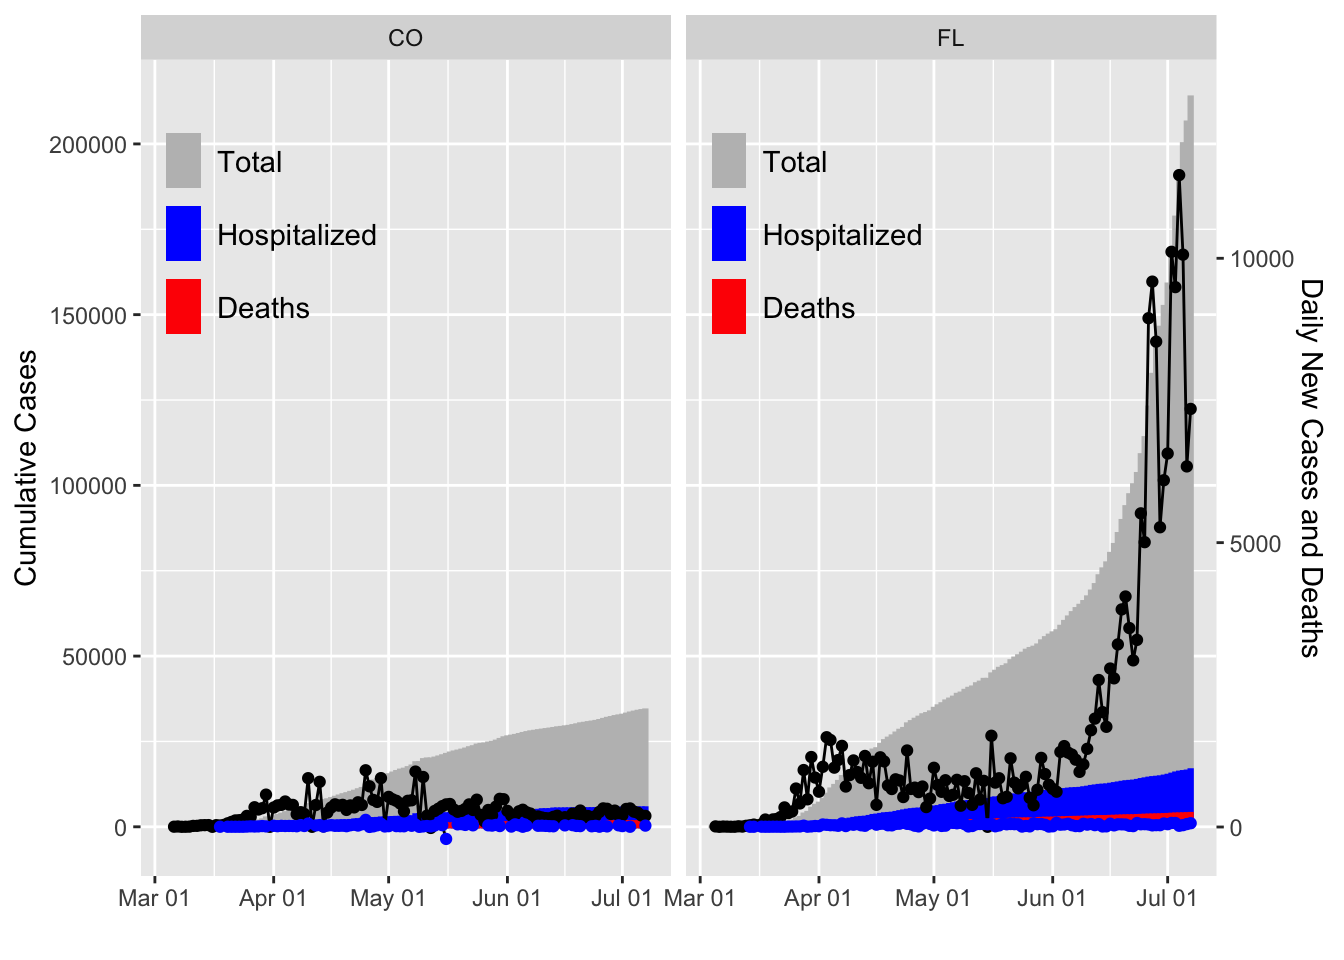 CO
FL
200000
150000
100000
50000
0
Cumulative Cases
Total
Hospitalized
Deaths
Total
Hospitalized
Deaths
10000
5000
0
Daily New Cases and Deaths
Mar 01 Apr 01 May 01 Jun 01 Jul 01
Mar 01 Apr 01 May 01 Jun 01 Jul 01